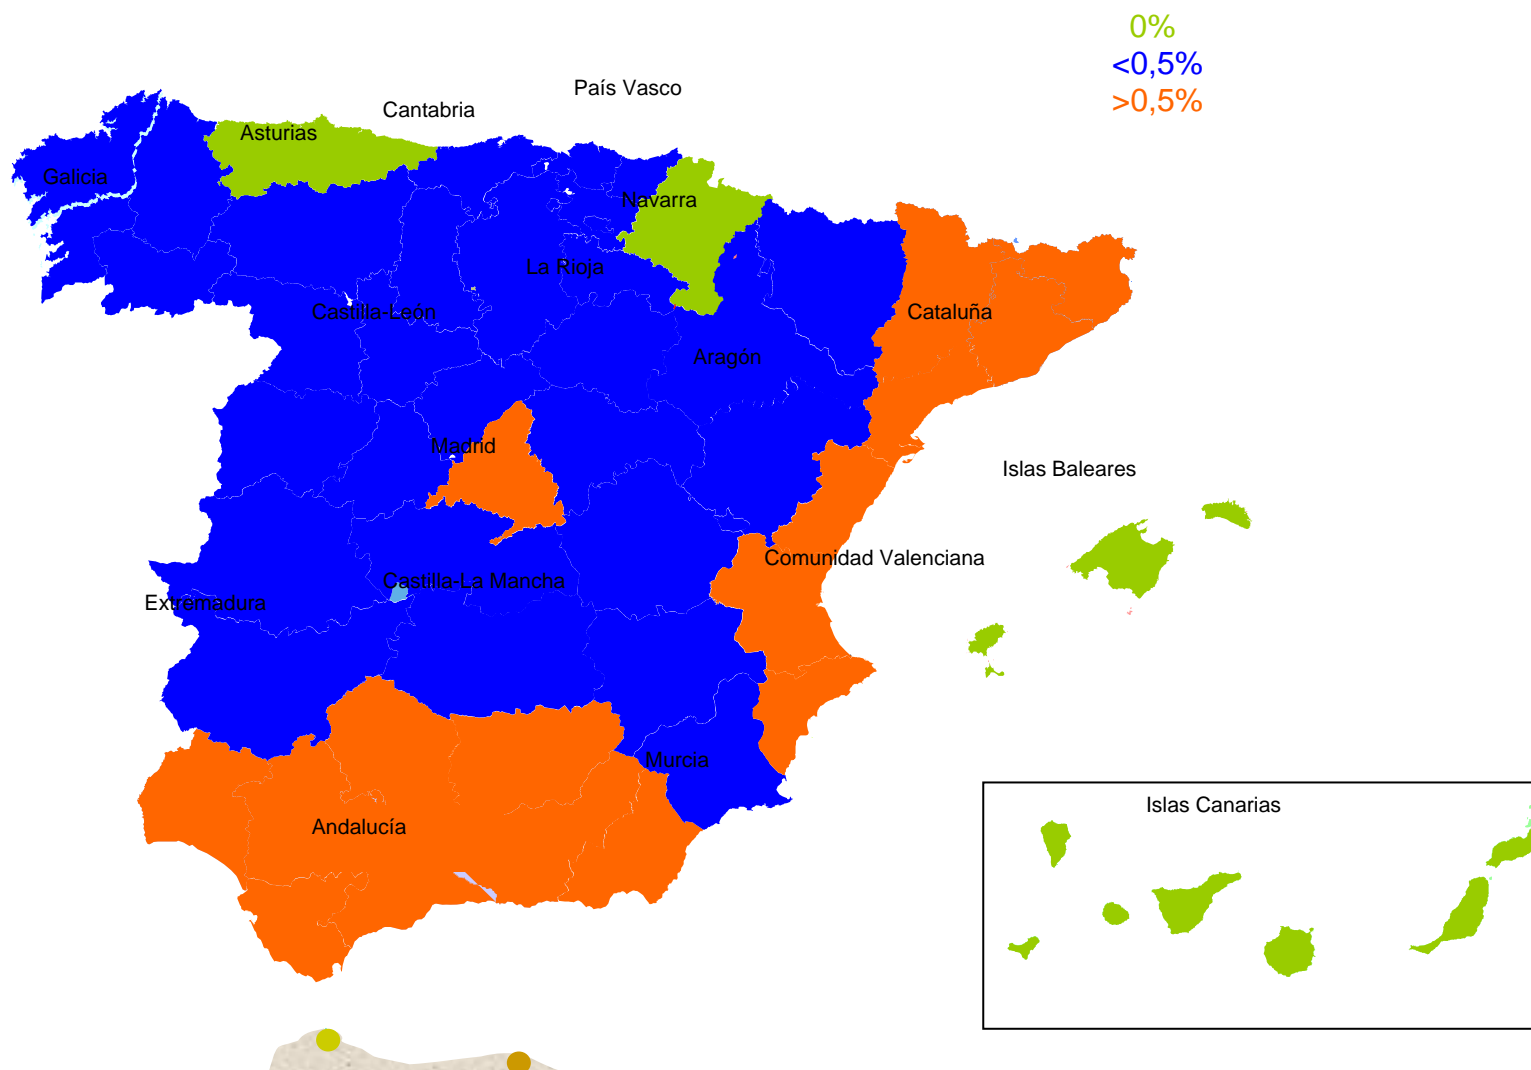 0%
<0,5%
>0,5%
País Vasco
Cantabria
Asturias
Galicia
Navarra
La Rioja
Castilla-León
Cataluña
Aragón
Madrid
Islas Baleares
Comunidad Valenciana
Castilla-La Mancha
Extremadura
Murcia
Islas Canarias
Andalucía